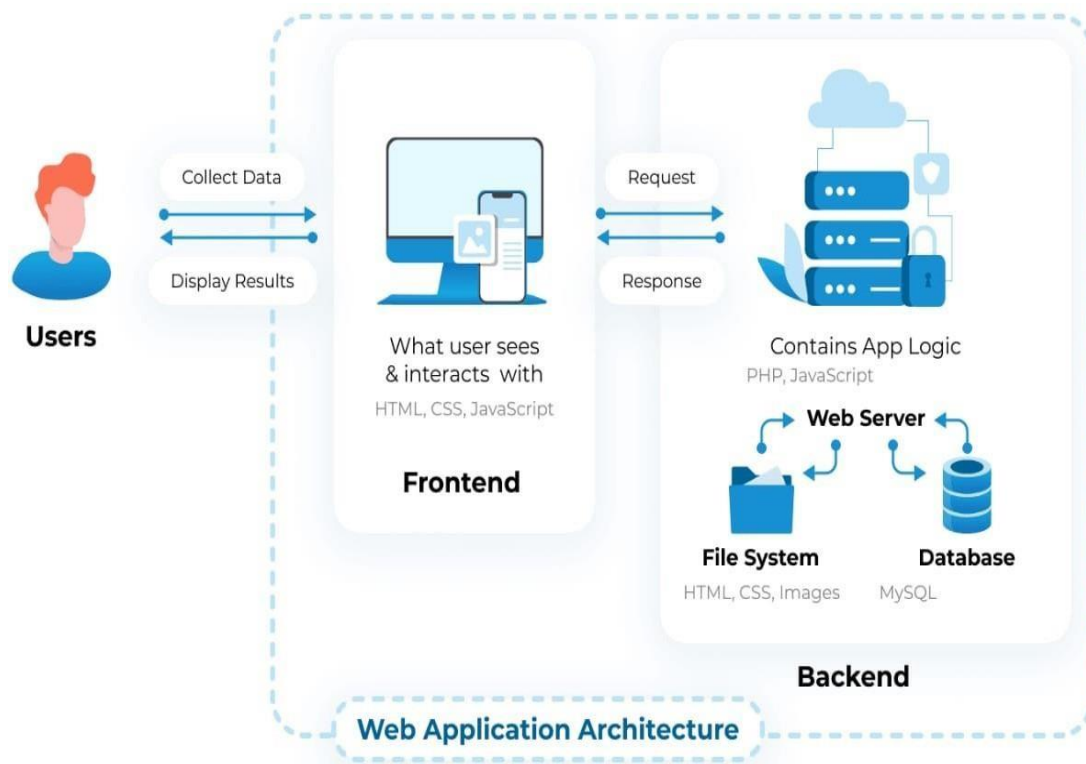 Collect Data
Display Results
Users
What user sees
& interacts with
HTML, CSS, JavaScript
Frontend
Request
Response
Contains App Logic
PHP, JavaScript
Web Server
File System
HTML, CSS, Images
Database
MySQL
Backend
Web Application Architecture